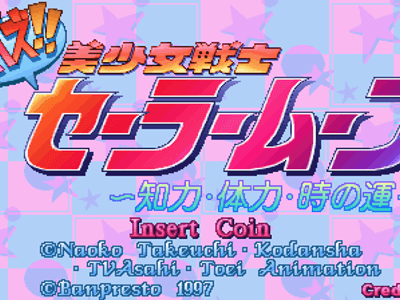 ズ!!
美少女戦士
セーラームーン
〜知力・体力・時の運
Insert Coin
©Naoko Takeuchi・Kodansha
・TVAsahi・Toei Animation
©Banpresto 1997
Cred